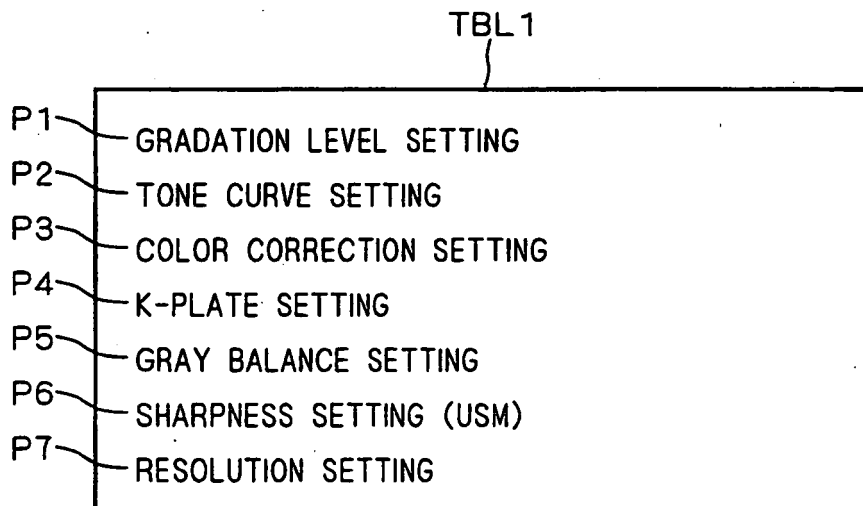 TBL1
P1 GRADATION LEVEL SETTING
P2 TONE CURVE SETTING
P3 COLOR CORRECTION SETTING
P4 K-PLATE SETTING
P5 GRAY BALANCE SETTING
P6 SHARPNESS SETTING (USM)
P7 RESOLUTION SETTING